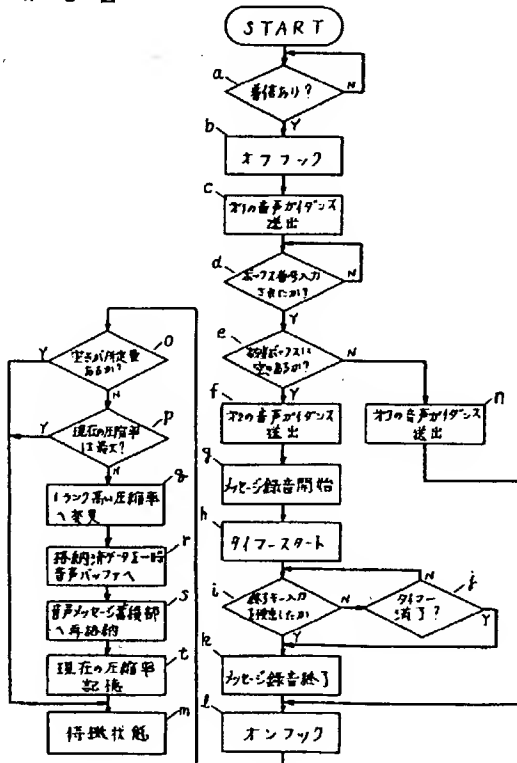 START
a
着信あり?
N
Y
b
オフフック
c
オ1の音声ガイダンス
送出
d
ボックス番号入力
されたか?
N
Y
e
ボックスに
空きあるか?
N
Y
f
オ2の音声ガイダンス
送出
n
オ3の音声ガイダンス
送出
g
メッセージ録音開始
h
タイマースタート
i
終了キー入力
を検出したか
N
Y
j
タイマー
満了?
N
Y
k
メッセージ録音終了
l
オンフック
o
空きが所定量
あるか?
Y
N
p
現在の圧縮率
は最大?
Y
N
q
1ランク高い圧縮率
へ変更
r
格納済データを一時
音声バッファへ
s
音声メッセージ蓄積部
へ再格納
t
現在の圧縮率
記憶
m
待機状態